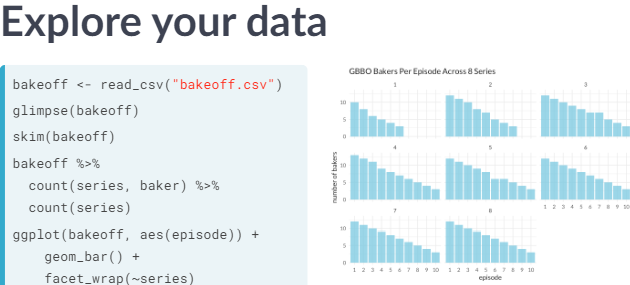 Explore your data
bakeoff <- read_csv("bakeoff.csv")
glimpse(bakeoff)
skim(bakeoff)
bakeoff %>%
count(series, baker) %>%
count(series)
ggplot(bakeoff, aes(episode)) +
geom_bar() +
facet_wrap(~series)
GBBO Bakers Per Episode Across 8 Series
1 2 3
10
5
0
4 5 6
number of bakers
10
5
0
1 2 3 4 5 6 7 8 9 10
7 8
10
5
0
1 2 3 4 5 6 7 8 9 10 1 2 3 4 5 6 7 8 9 10
episode